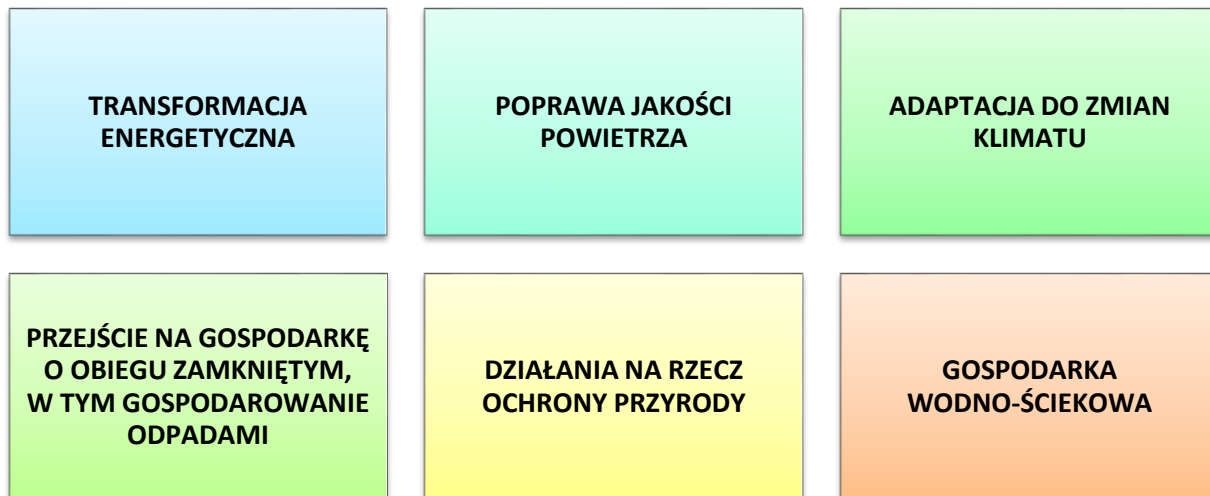 TRANSFORMACJA
ENERGETYCZNA
POPRAWA JAKOŚCI
POWIETRZA
ADAPTACJA DO ZMIAN
KLIMATU
PRZEJŚCIE NA GOSPODARKĘ
O OBIEGU ZAMKNIĘTYM,
W TYM GOSPODAROWANIE
ODPADAMI
DZIAŁANIA NA RZECZ
OCHRONY PRZYRODY
GOSPODARKA
WODNO-ŚCIEKOWA